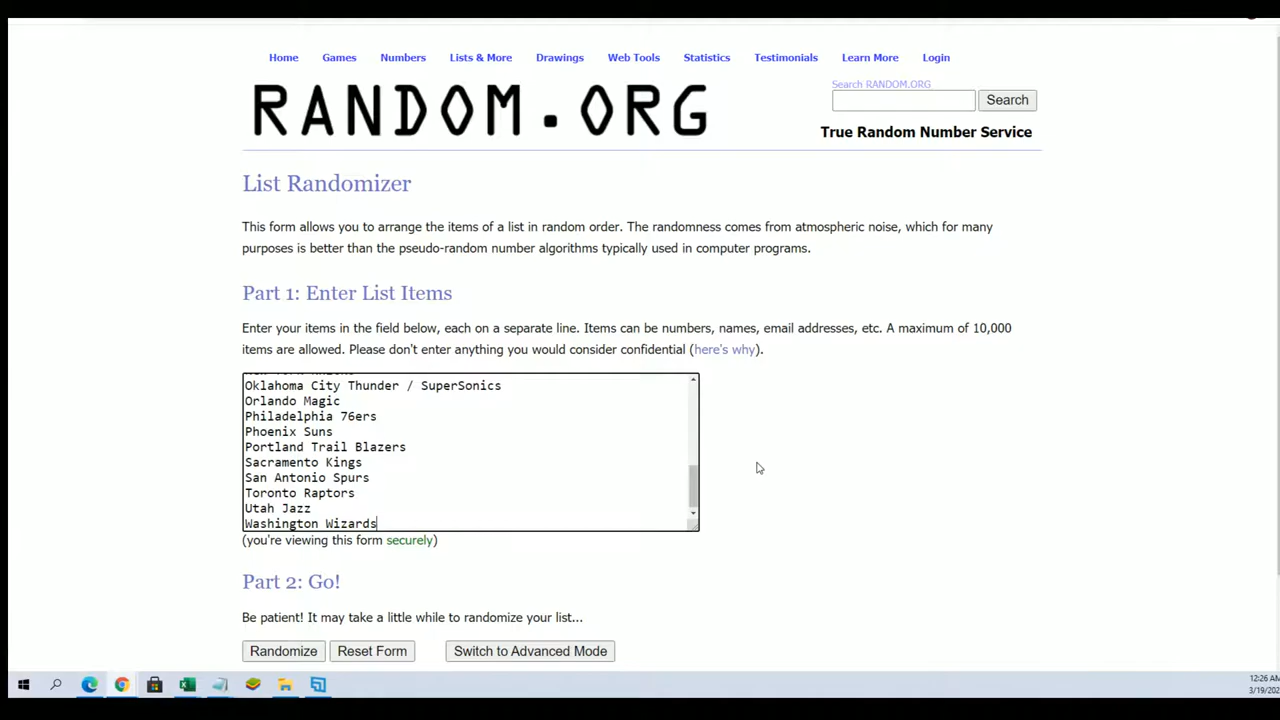 Home Games Numbers Lists & More Drawings Web Tools Statistics Testimonials Learn More Login
RANDOM.ORG
Search RANDOM.ORG
Search
True Random Number Service
List Randomizer
This form allows you to arrange the items of a list in random order. The randomness comes from atmospheric noise, which for many
purposes is better than the pseudo-random number algorithms typically used in computer programs.
Part 1: Enter List Items
Enter your items in the field below, each on a separate line. Items can be numbers, names, email addresses, etc. A maximum of 10,000
items are allowed. Please don't enter anything you would consider confidential (here's why).
Oklahoma City Thunder / SuperSonics
Orlando Magic
Philadelphia 76ers
Phoenix Suns
Portland Trail Blazers
Sacramento Kings
San Antonio Spurs
Toronto Raptors
Utah Jazz
Washington Wizards
(you're viewing this form securely)
Part 2: Go!
Be patient! It may take a little while to randomize your list...
Randomize Reset Form Switch to Advanced Mode
12:26 AM